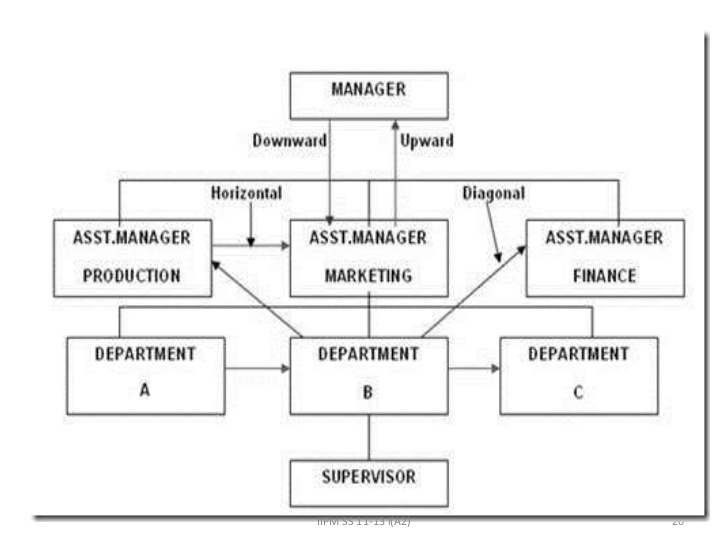 MANAGER
Downward
Upward
Horizontal
Diagonal
ASST.MANAGER
PRODUCTION
ASST.MANAGER
MARKETING
ASST.MANAGER
FINANCE
DEPARTMENT
A
DEPARTMENT
B
DEPARTMENT
C
SUPERVISOR